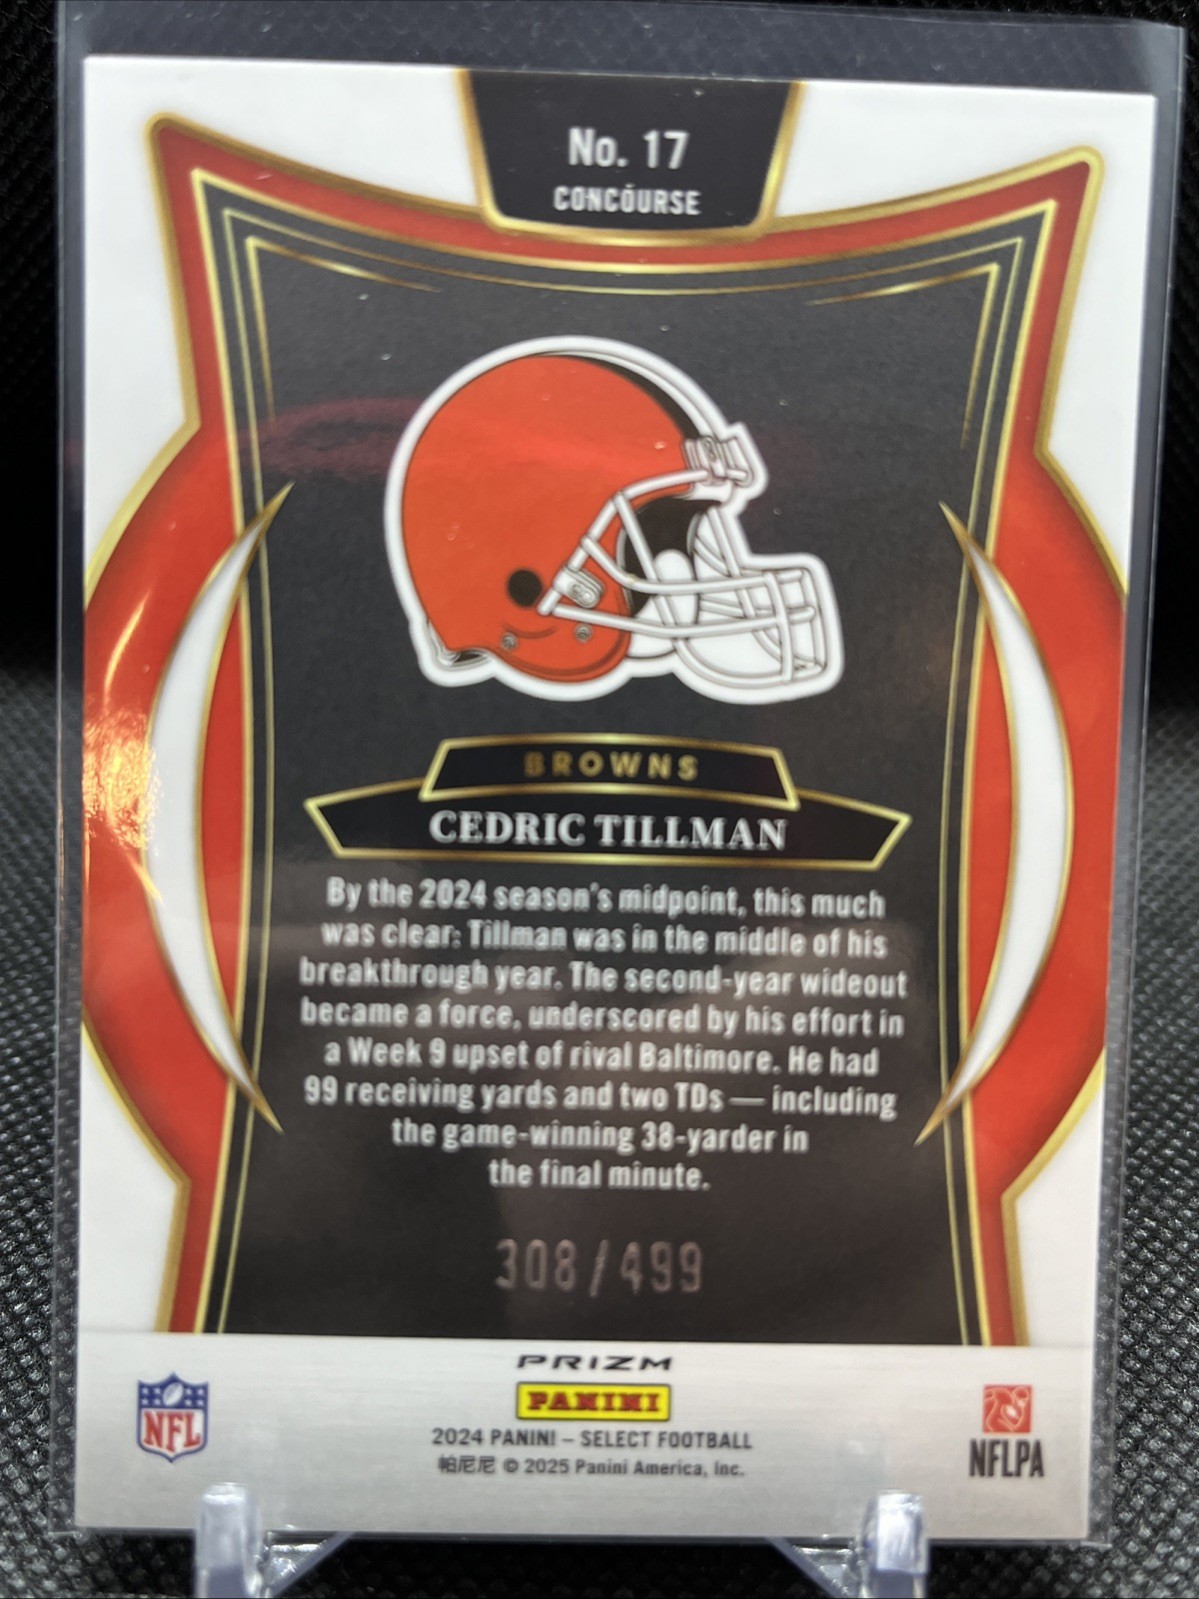 No. 17
CONCOURSE
BROWNS
CEDRIC TILLMAN
By the 2024 season's midpoint, this much
was clear: Tillman was in the middle of his
breakthrough year. The second-year wideout
became a force, underscored by his effort in
a Week 9 upset of rival Baltimore. He had
99 receiving yards and two TDs — including
the game-winning 38-yarder in
the final minute.
308/499
PRIZM
PANINI
NFL
NFLPA
2024 PANINI – SELECT FOOTBALL
帕尼尼 © 2025 Panini America, Inc.